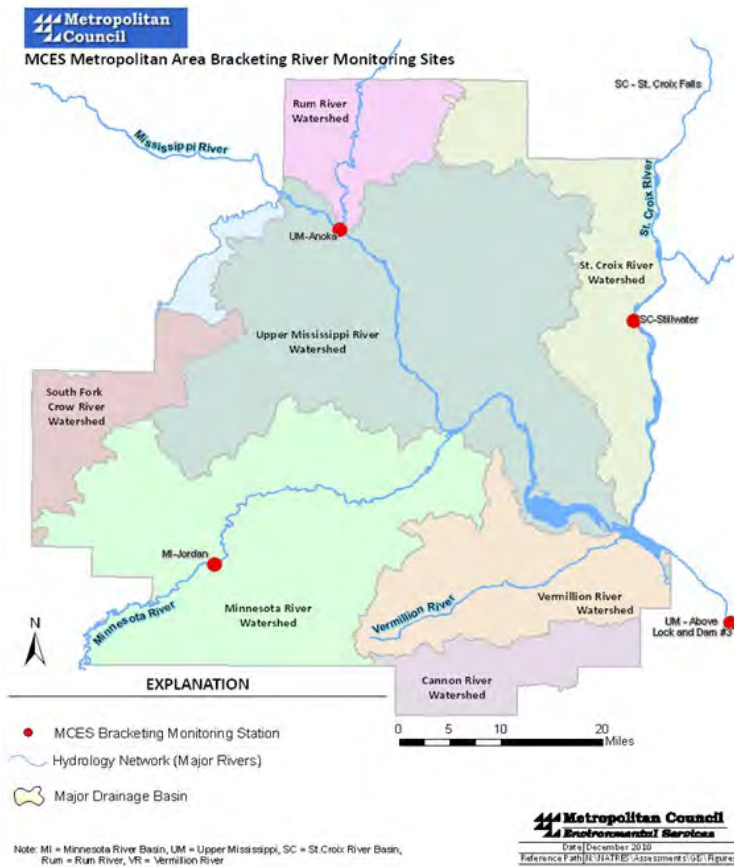 Metropolitan
Council
MCES Metropolitan Area Bracketing River Monitoring Sites
Rum River
Watershed
SC - St. Croix Falls
Mississippi River
St. Croix River
UM-Anoka
St. Croix River
Watershed
SC-Stillwater
Upper Mississippi River
Watershed
South Fork
Crow River
Watershed
MI-Jordan
Minnesota River
Minnesota River
Watershed
Vermillion River
Vermillion River
Watershed
UM - Above
Lock and Dam #3
Cannon River
Watershed
N
EXPLANATION
MCES Bracketing Monitoring Station
Hydrology Network (Major Rivers)
Major Drainage Basin
0 5 10 20
Miles
Note: MI = Minnesota River Basin, UM = Upper Mississippi, SC = St.Croix River Basin,
Rum = Rum River, VR = Vermillion River
Metropolitan Council
Environmental Services
Date December 2010
Reference Path